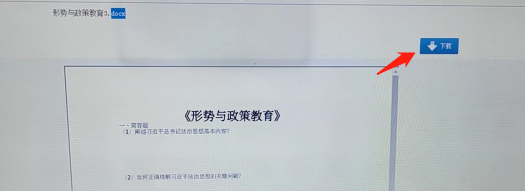 形势与政策教育3.docx
下载
《形势与政策教育》
一、简答题
（1）阐述习近平总书记法治思想基本内容？
（2）如何正确理解习近平法治思想的关键问题？